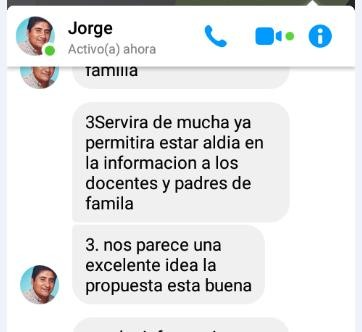 Jorge
Activo(a) ahora
familia
3Servira de mucha ya
permitira estar aldia en
la informacion a los
docentes y padres de
famila
3. nos parece una
excelente idea la
propuesta esta buena